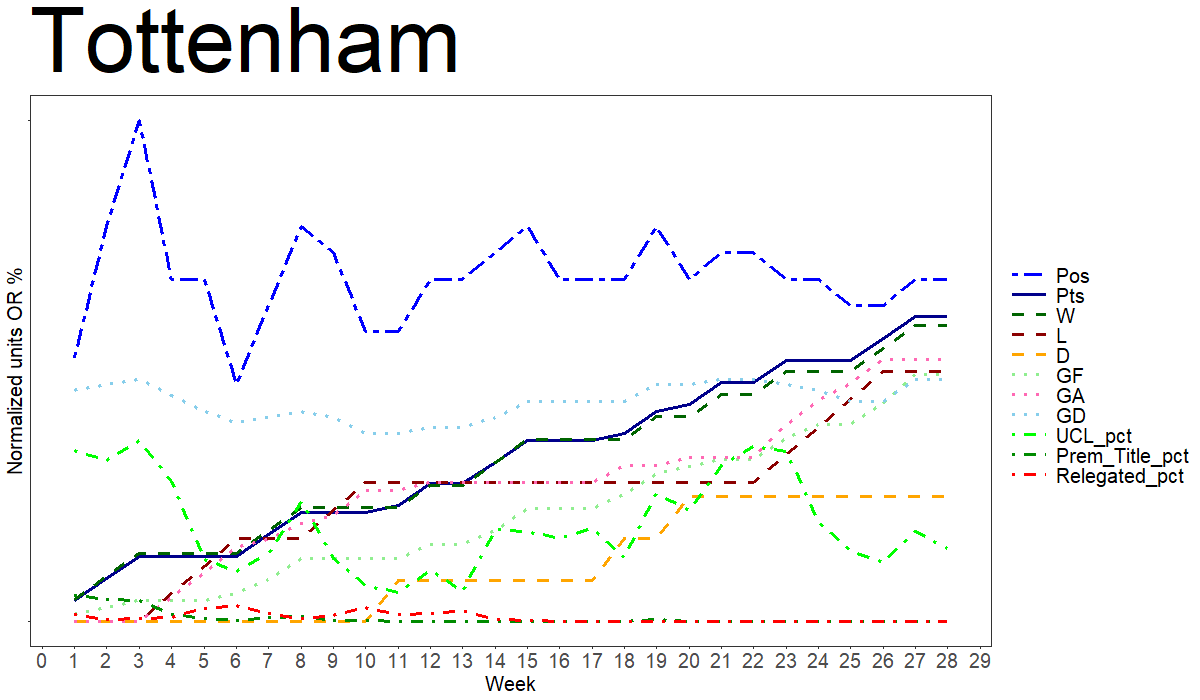 Tottenham
Normalized units OR %
Pos
Pts
W
L
D
GF
GA
GD
UCL_pct
Prem_Title_pct
Relegated_pct
0 1 2 3 4 5 6 7 8 9 10 11 12 13 14 15 16 17 18 19 20 21 22 23 24 25 26 27 28 29
Week